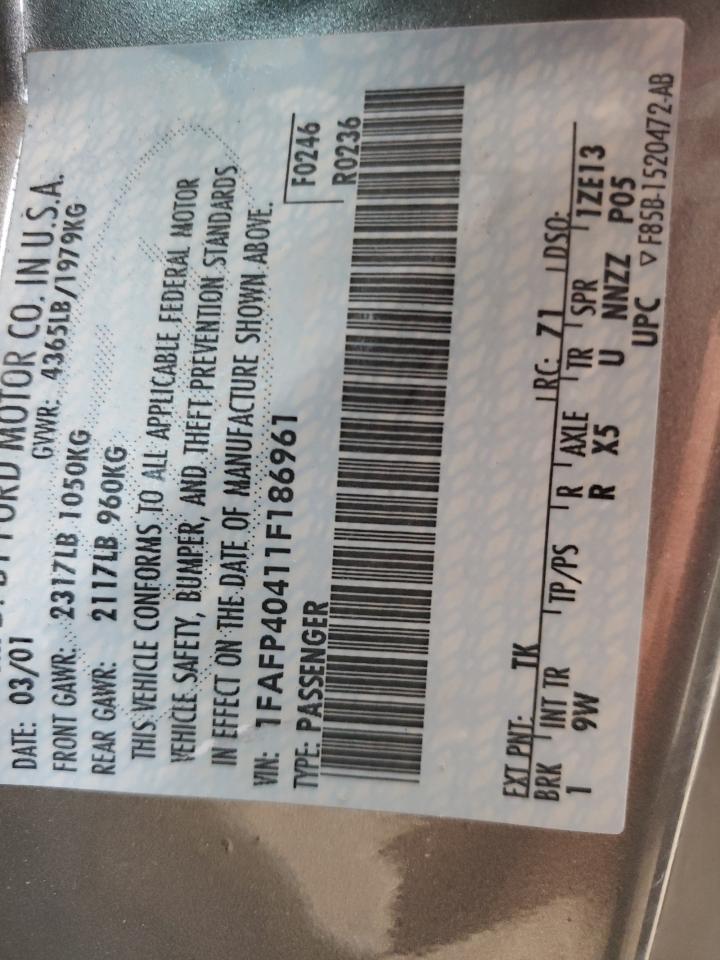 FORD MOTOR CO. IN U.S.A.
DATE: 03/01 GVWR: 4365LB/1979KG
FRONT GAWR: 2317LB 1050KG
REAR GAWR: 2117LB 960KG
THIS VEHICLE CONFORMS TO ALL APPLICABLE FEDERAL MOTOR
VEHICLE SAFETY, BUMPER, AND THEFT PREVENTION STANDARDS
IN EFFECT ON THE DATE OF MANUFACTURE SHOWN ABOVE.
VIN: 1FAFP40411F186961 F0246
TYPE: PASSENGER R0236
EXT PNT: TK RC: Z1 DSO:
BRK INT TR TP/PS R AXLE TR SPR 1ZE13
1 9W R X5 U NNZZ P05
UPC ▽ F85B-1520472-AB